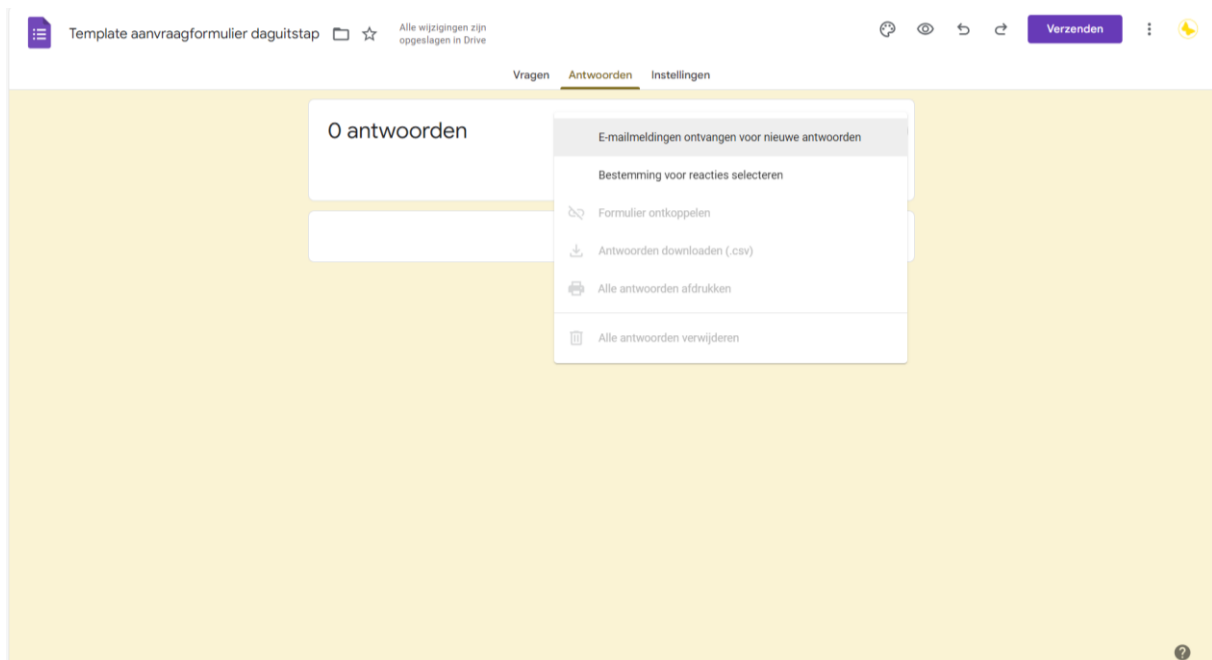 Template aanvraagformulier daguitstap
Alle wijzigingen zijn
opgeslagen in Drive
Verzenden
Vragen Antwoorden Instellingen
0 antwoorden
E-mailmeldingen ontvangen voor nieuwe antwoorden
Bestemming voor reacties selecteren
Formulier ontkoppelen
Antwoorden downloaden (.csv)
Alle antwoorden afdrukken
Alle antwoorden verwijderen